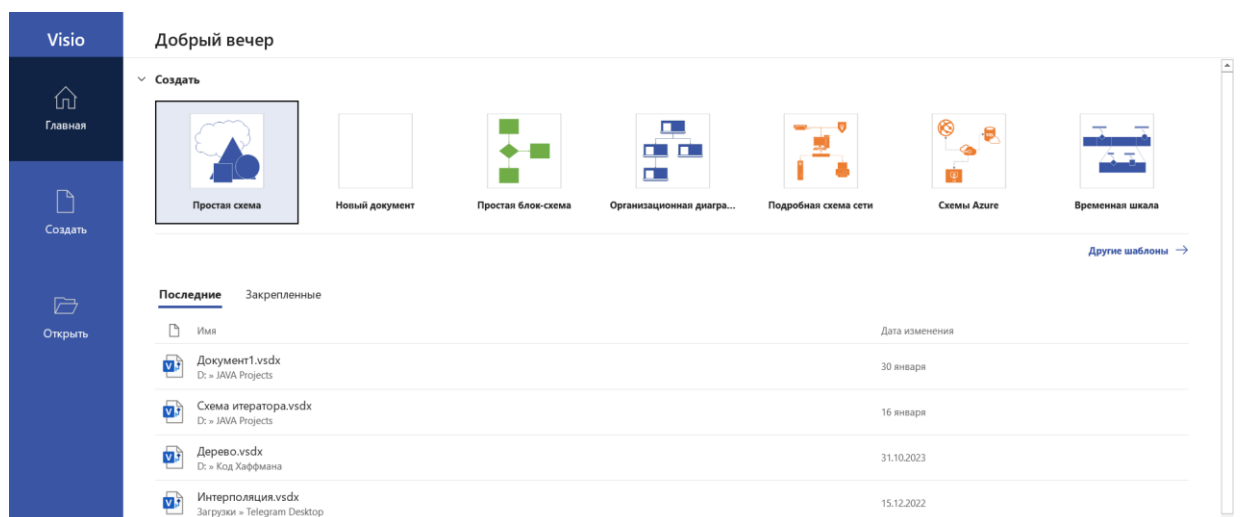 Visio
Добрый вечер
Главная
Создать
Открыть
Создать
Простая схема
Новый документ
Простая блок-схема
Организационная диагра...
Подробная схема сети
Схемы Azure
Временная шкала
Другие шаблоны →
Последние Закрепленные
Имя Дата изменения
Документ1.vsdx
D: » JAVA Projects
30 января
Схема итератора.vsdx
D: » JAVA Projects
16 января
Дерево.vsdx
D: » Код Хаффмана
31.10.2023
Интерполяция.vsdx
Загрузки » Telegram Desktop
15.12.2022